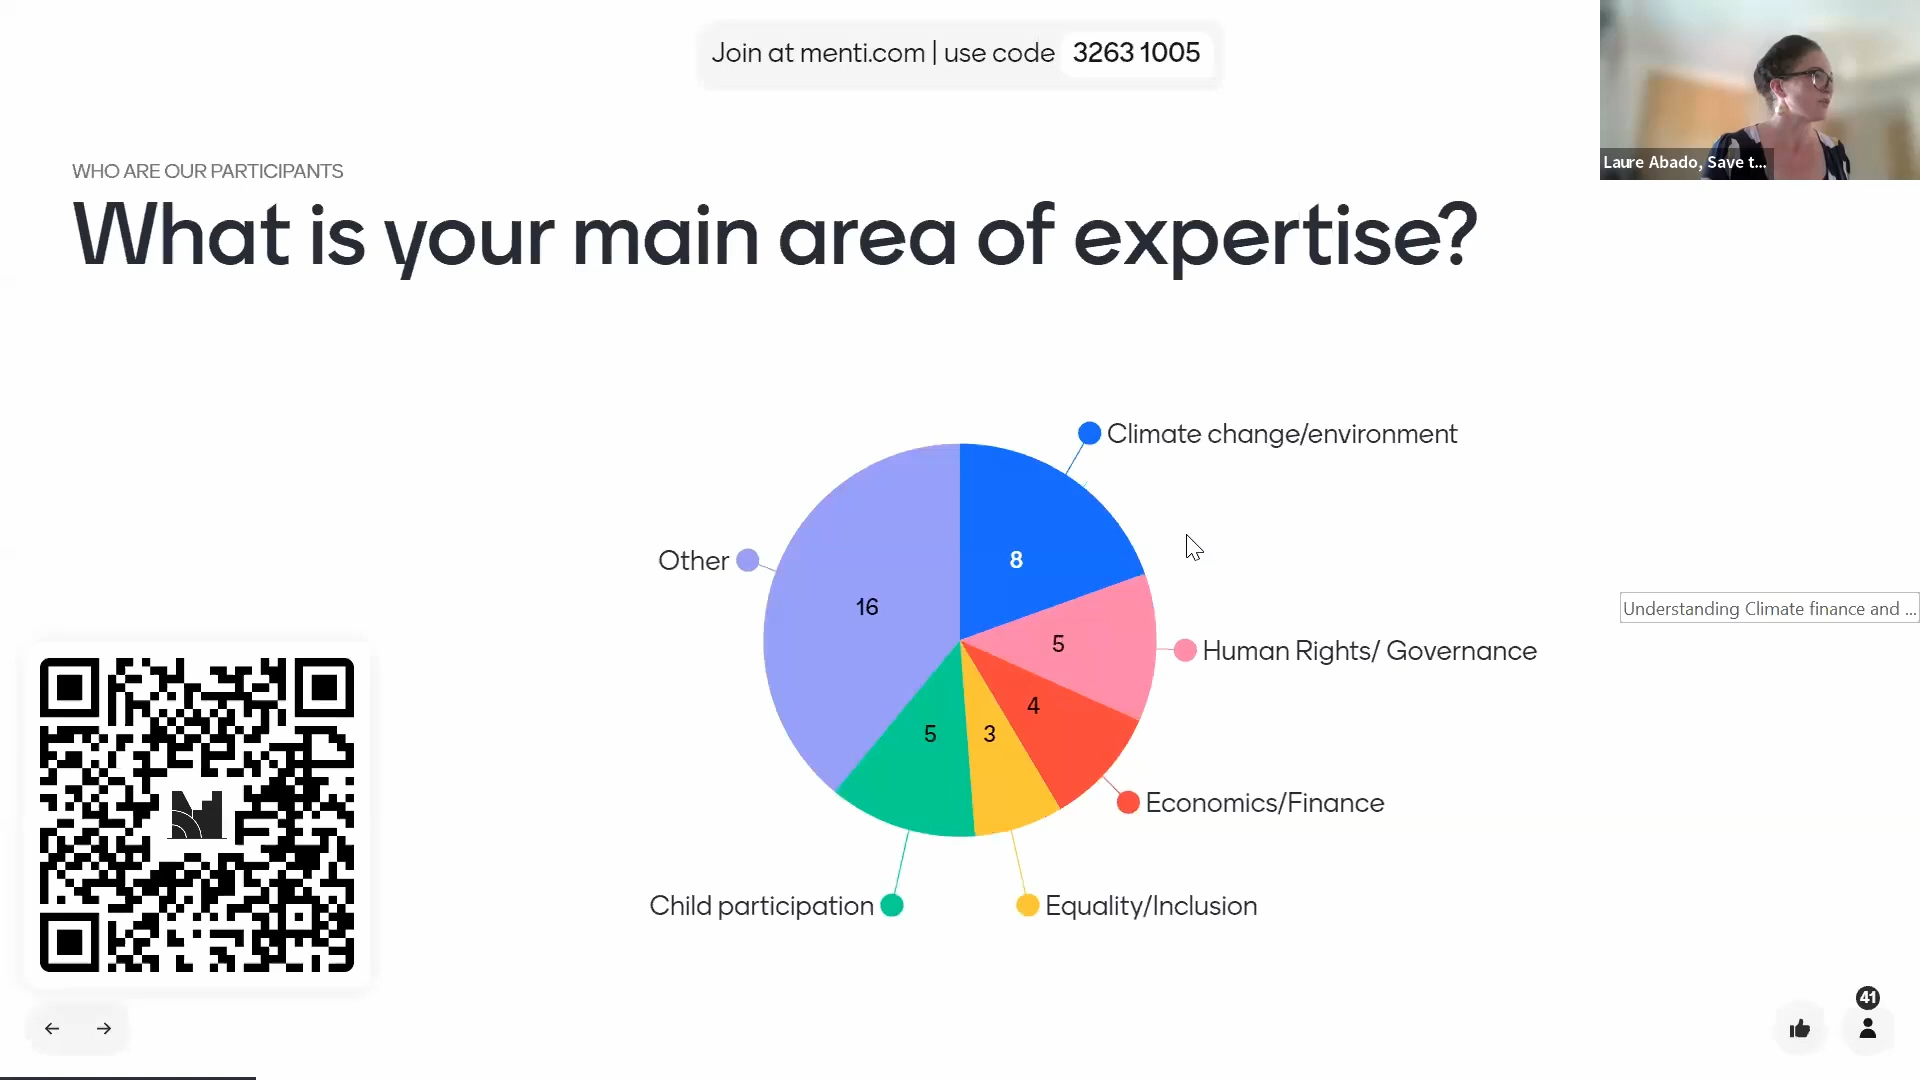 Join at menti.com | use code 3263 1005
Laure Abado, Save t...
WHO ARE OUR PARTICIPANTS
What is your main area of expertise?
Climate change/environment
Other
8
16
5
Human Rights/ Governance
4
5
3
Economics/Finance
Child participation
Equality/Inclusion
Understanding Climate finance and ...
41